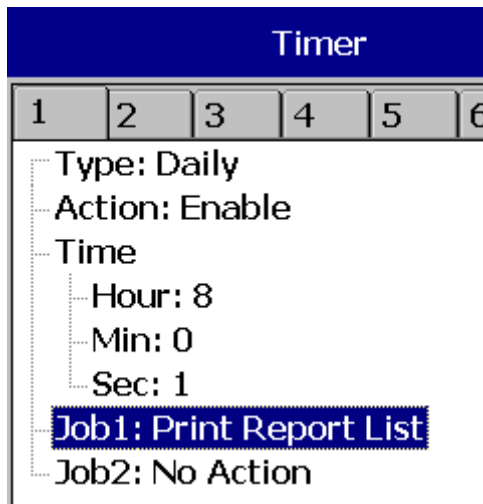 Timer
1 2 3 4 5 6
Type: Daily
Action: Enable
Time
Hour: 8
Min: 0
Sec: 1
Job1: Print Report List
Job2: No Action